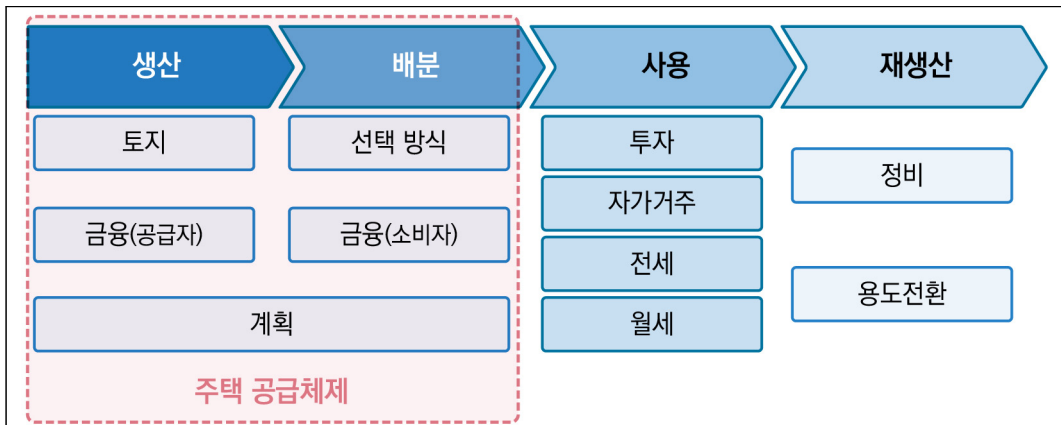 생산
배분
사용
재생산
토지
선택 방식
투자
정비
자가거주
금융(공급자)
금융(소비자)
전세
용도전환
계획
월세
주택 공급체제